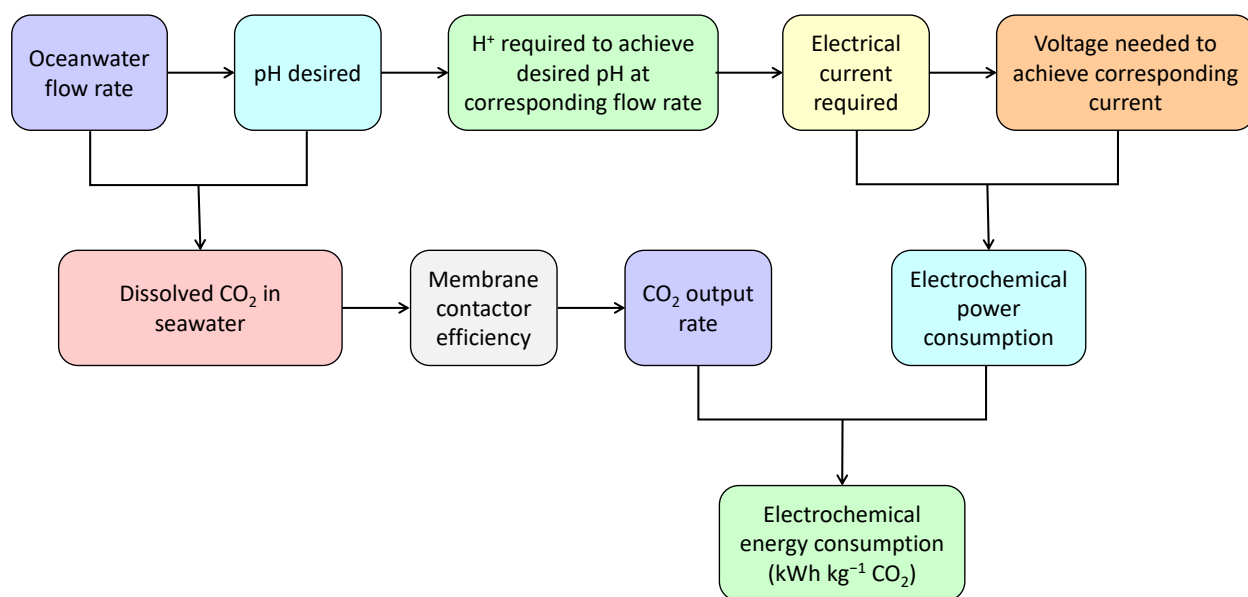 Oceanwater
flow rate
pH desired
H⁺ required to achieve
desired pH at
corresponding flow rate
Electrical
current
required
Voltage needed to
achieve corresponding
current
Dissolved CO₂ in
seawater
Membrane
contactor
efficiency
CO₂ output
rate
Electrochemical
power
consumption
Electrochemical
energy consumption
(kWh kg⁻¹ CO₂)